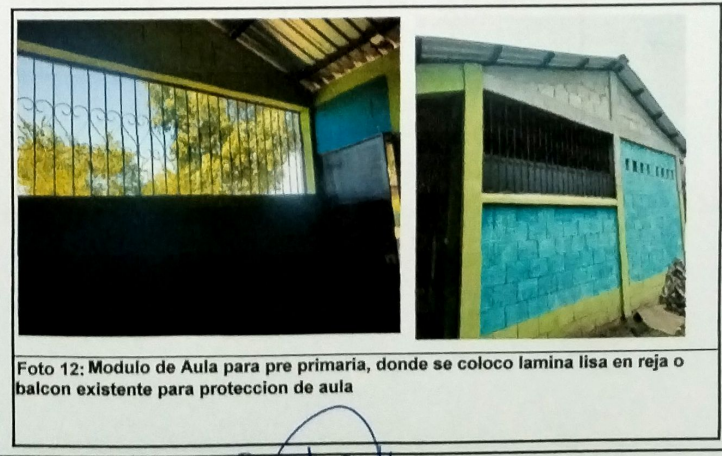 Foto 12: Modulo de Aula para pre primaria, donde se coloco lamina lisa en reja o
balcon existente para proteccion de aula